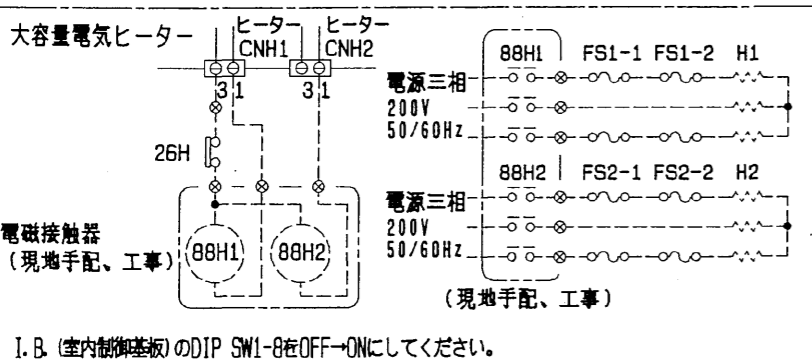 大容量電気ヒーター
ヒーター
CNH1
ヒーター
CNH2
3 1
3 1
26H
電磁接触器
(現地手配、工事)
88H1
88H2
88H1 FS1-1 FS1-2 H1
電源三相
200V
50/60Hz
88H2 FS2-1 FS2-2 H2
電源三相
200V
50/60Hz
(現地手配、工事)
I.B.(室内制御基板)のDIP SW1-8をOFF→ONにしてください。